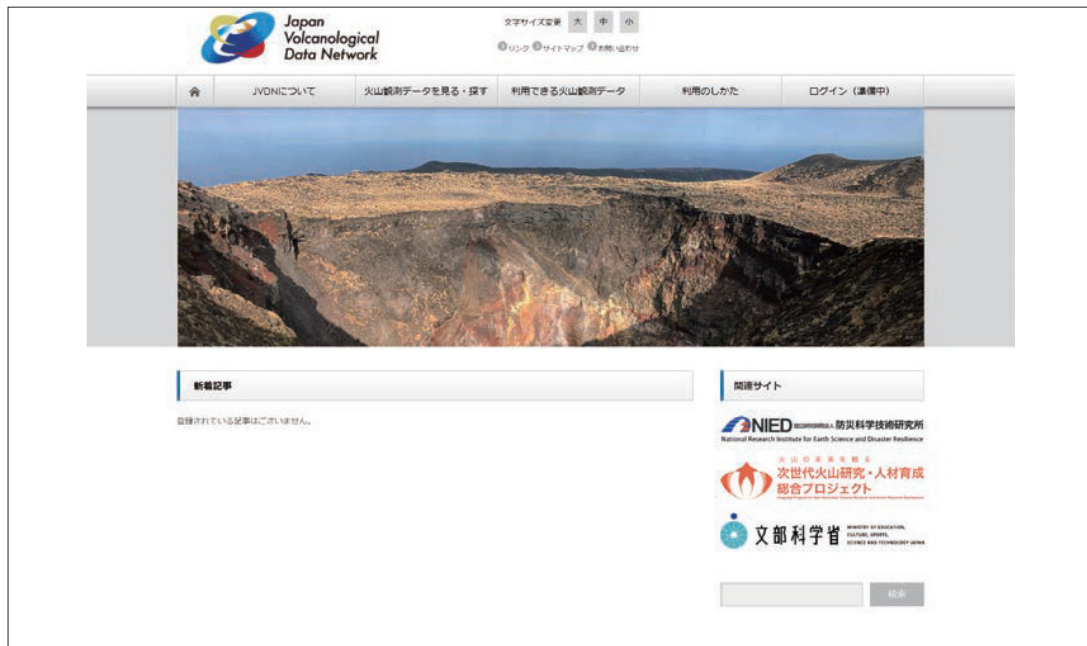 Japan
Volcanological
Data Network
文字サイズ変更 大 中 小
リンク サイトマップ お問い合わせ
JVDNについて 火山観測データを見る・探す 利用できる火山観測データ 利用のしかた ログイン（準備中）
新着記事
登録されている記事はございません。
関連サイト
NIED 国立研究開発法人 防災科学技術研究所
National Research Institute for Earth Science and Disaster Resilience
火山の未来を観る
次世代火山研究・人材育成
総合プロジェクト
文部科学省
MINISTRY OF EDUCATION,
CULTURE, SPORTS,
SCIENCE AND TECHNOLOGY-JAPAN
検索